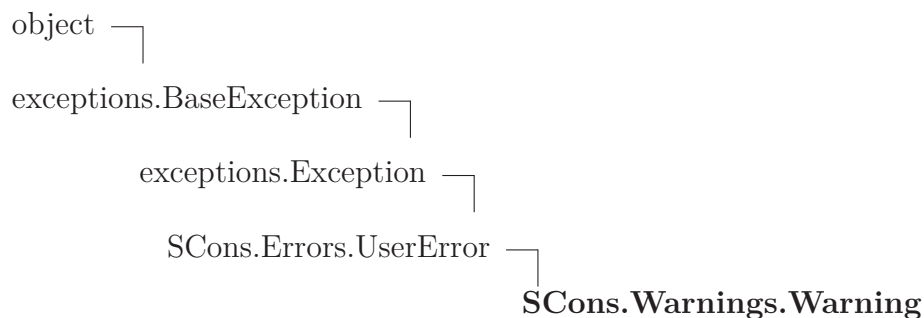 object
exceptions.BaseException
exceptions.Exception
SCons.Errors.UserError
SCons.Warnings.Warning